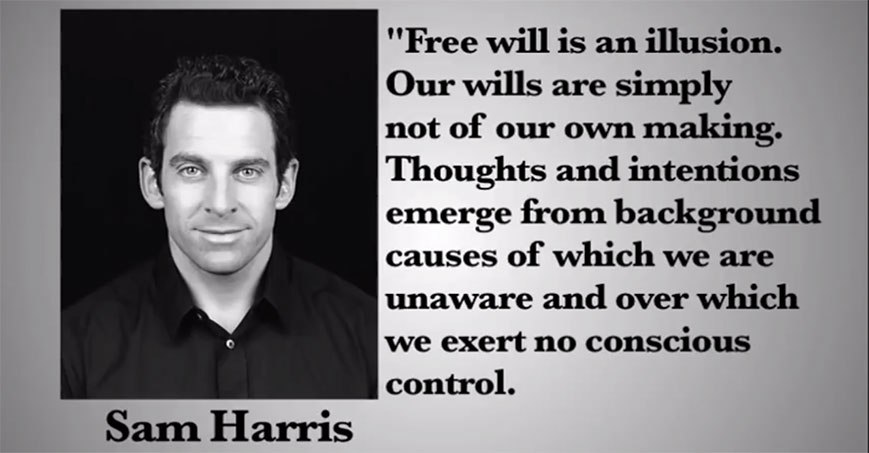 "Free will is an illusion.
Our wills are simply
not of our own making.
Thoughts and intentions
emerge from background
causes of which we are
unaware and over which
we exert no conscious
control.
Sam Harris